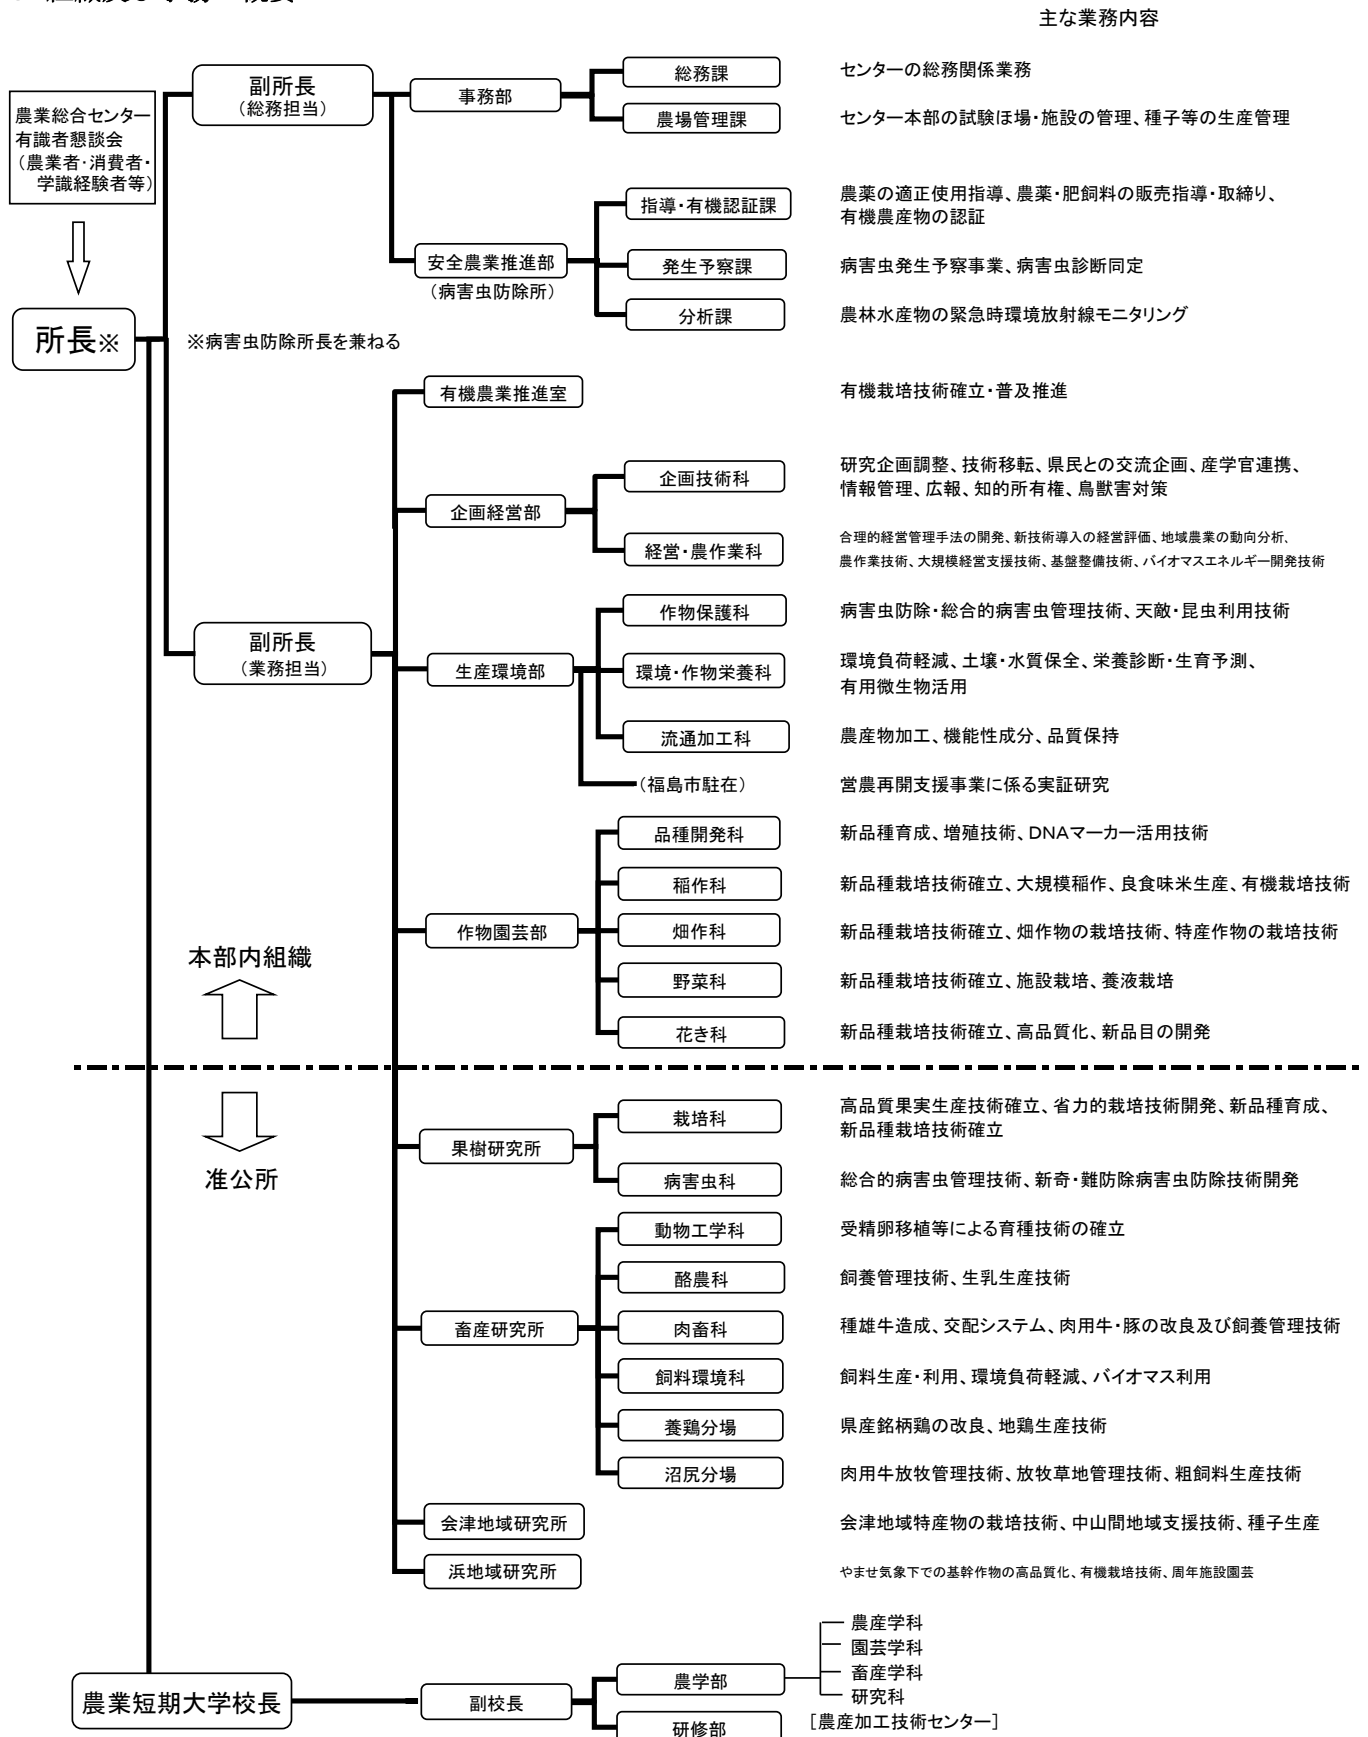 主な業務内容
農業総合センター
有識者懇談会
（農業者・消費者・
学識経験者等）
所長※
※病害虫防除所長を兼ねる
副所長
（総務担当）
事務部
総務課
センターの総務関係業務
農場管理課
センター本部の試験ほ場・施設の管理、種子等の生産管理
安全農業推進部
（病害虫防除所）
指導・有機認証課
農薬の適正使用指導、農薬・肥飼料の販売指導・取締り、
有機農産物の認証
発生予察課
病害虫発生予察事業、病害虫診断同定
分析課
農林水産物の緊急時環境放射線モニタリング
副所長
（業務担当）
有機農業推進室
有機栽培技術確立・普及推進
企画経営部
企画技術科
研究企画調整、技術移転、県民との交流企画、産学官連携、
情報管理、広報、知的所有権、鳥獣害対策
経営・農作業科
合理的経営管理手法の開発、新技術導入の経営評価、地域農業の動向分析、
農作業技術、大規模経営支援技術、基盤整備技術、バイオマスエネルギー開発技術
生産環境部
作物保護科
病害虫防除・総合的病害虫管理技術、天敵・昆虫利用技術
環境・作物栄養科
環境負荷軽減、土壌・水質保全、栄養診断・生育予測、
有用微生物活用
流通加工科
農産物加工、機能性成分、品質保持
（福島市駐在）
営農再開支援事業に係る実証研究
作物園芸部
品種開発科
新品種育成、増殖技術、DNAマーカー活用技術
稲作科
新品種栽培技術確立、大規模稲作、良食味米生産、有機栽培技術
畑作科
新品種栽培技術確立、畑作物の栽培技術、特産作物の栽培技術
野菜科
新品種栽培技術確立、施設栽培、養液栽培
花き科
新品種栽培技術確立、高品質化、新品目の開発
本部内組織
准公所
果樹研究所
栽培科
高品質果実生産技術確立、省力的栽培技術開発、新品種育成、
新品種栽培技術確立
病害虫科
総合的病害虫管理技術、新奇・難防除病害虫防除技術開発
畜産研究所
動物工学科
受精卵移植等による育種技術の確立
酪農科
飼養管理技術、生乳生産技術
肉畜科
種雄牛造成、交配システム、肉用牛・豚の改良及び飼養管理技術
飼料環境科
飼料生産・利用、環境負荷軽減、バイオマス利用
養鶏分場
県産銘柄鶏の改良、地鶏生産技術
沼尻分場
肉用牛放牧管理技術、放牧草地管理技術、粗飼料生産技術
会津地域研究所
会津地域特産物の栽培技術、中山間地域支援技術、種子生産
浜地域研究所
やませ気象下での基幹作物の高品質化、有機栽培技術、周年施設園芸
農業短期大学校長
副校長
農学部
農産学科
園芸学科
畜産学科
研究科
研修部
［農産加工技術センター］